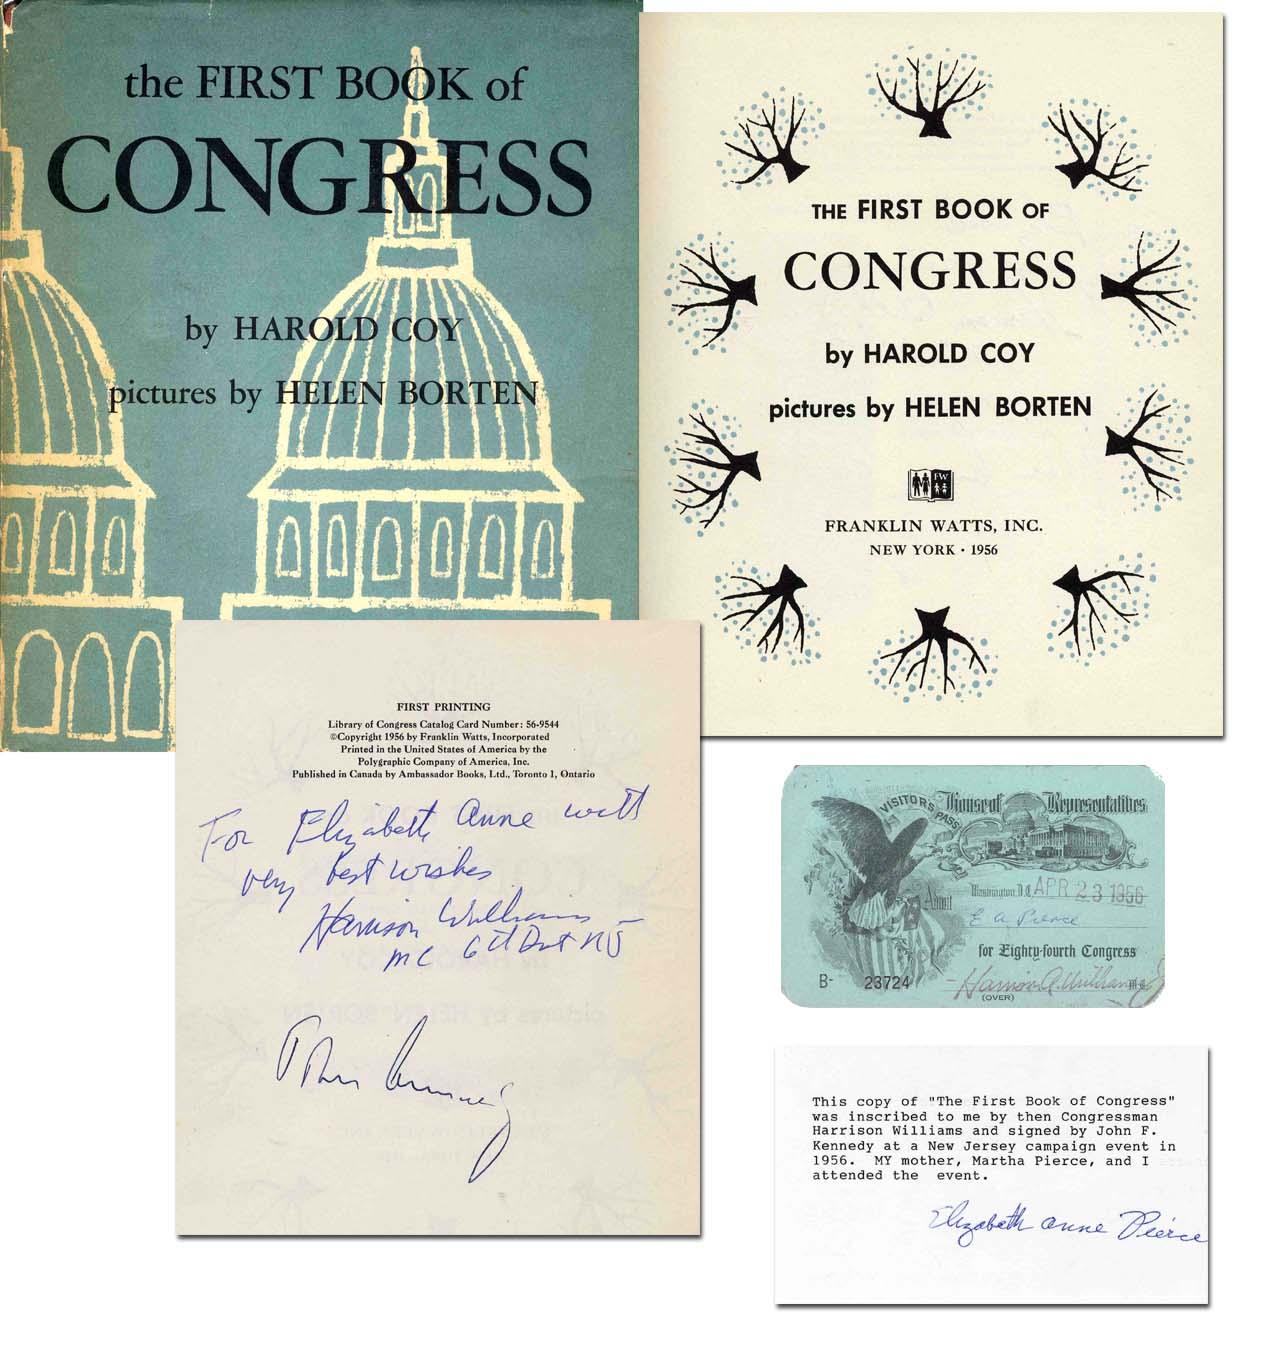 the FIRST BOOK of
CONGRESS
by HAROLD COY
pictures by HELEN BORTEN
THE FIRST BOOK OF
CONGRESS
by HAROLD COY
pictures by HELEN BORTEN
FW
FRANKLIN WATTS, INC.
NEW YORK · 1956
FIRST PRINTING
Library of Congress Catalog Card Number: 56-9544
©Copyright 1956 by Franklin Watts, Incorporated
Printed in the United States of America by the
Polygraphic Company of America, Inc.
Published in Canada by Ambassador Books, Ltd., Toronto 1, Ontario
For Elizabeth Anne with
very best wishes
Harrison Williams –
MC 6th Dist NJ
VISITOR'S PASS
House of Representatives
Washington, D.C. APR 23 1956
Admit
E A Pierce
for Eighty-fourth Congress
B- 23724
Harrison A. Williams Jr M.C.
(OVER)
This copy of "The First Book of Congress"
was inscribed to me by then Congressman
Harrison Williams and signed by John F.
Kennedy at a New Jersey campaign event in
1956. MY mother, Martha Pierce, and I
attended the event.
Elizabeth Anne Pierce